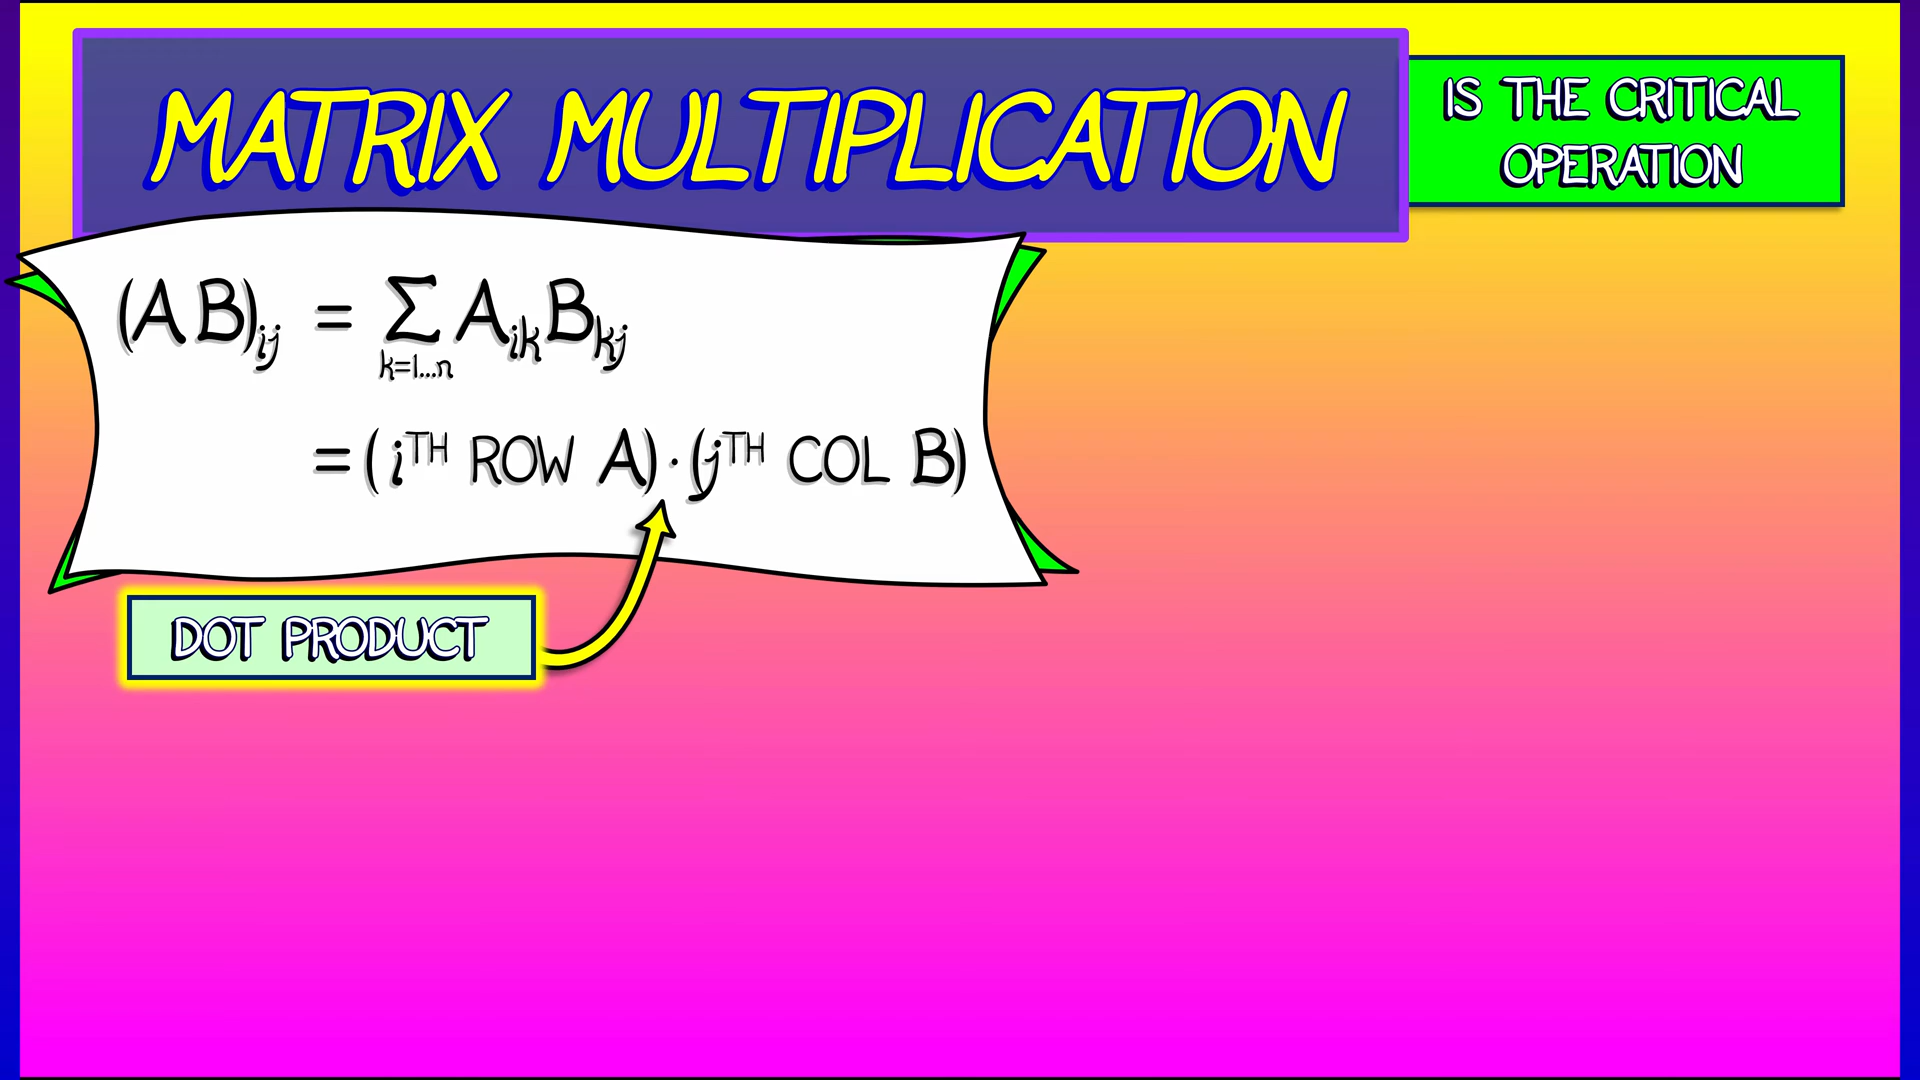 MATRIX MULTIPLICATION
IS THE CRITICAL
OPERATION
(AB)ij = Σ AikBkj
k=1...n
= (iTH ROW A)·(jTH COL B)
DOT PRODUCT